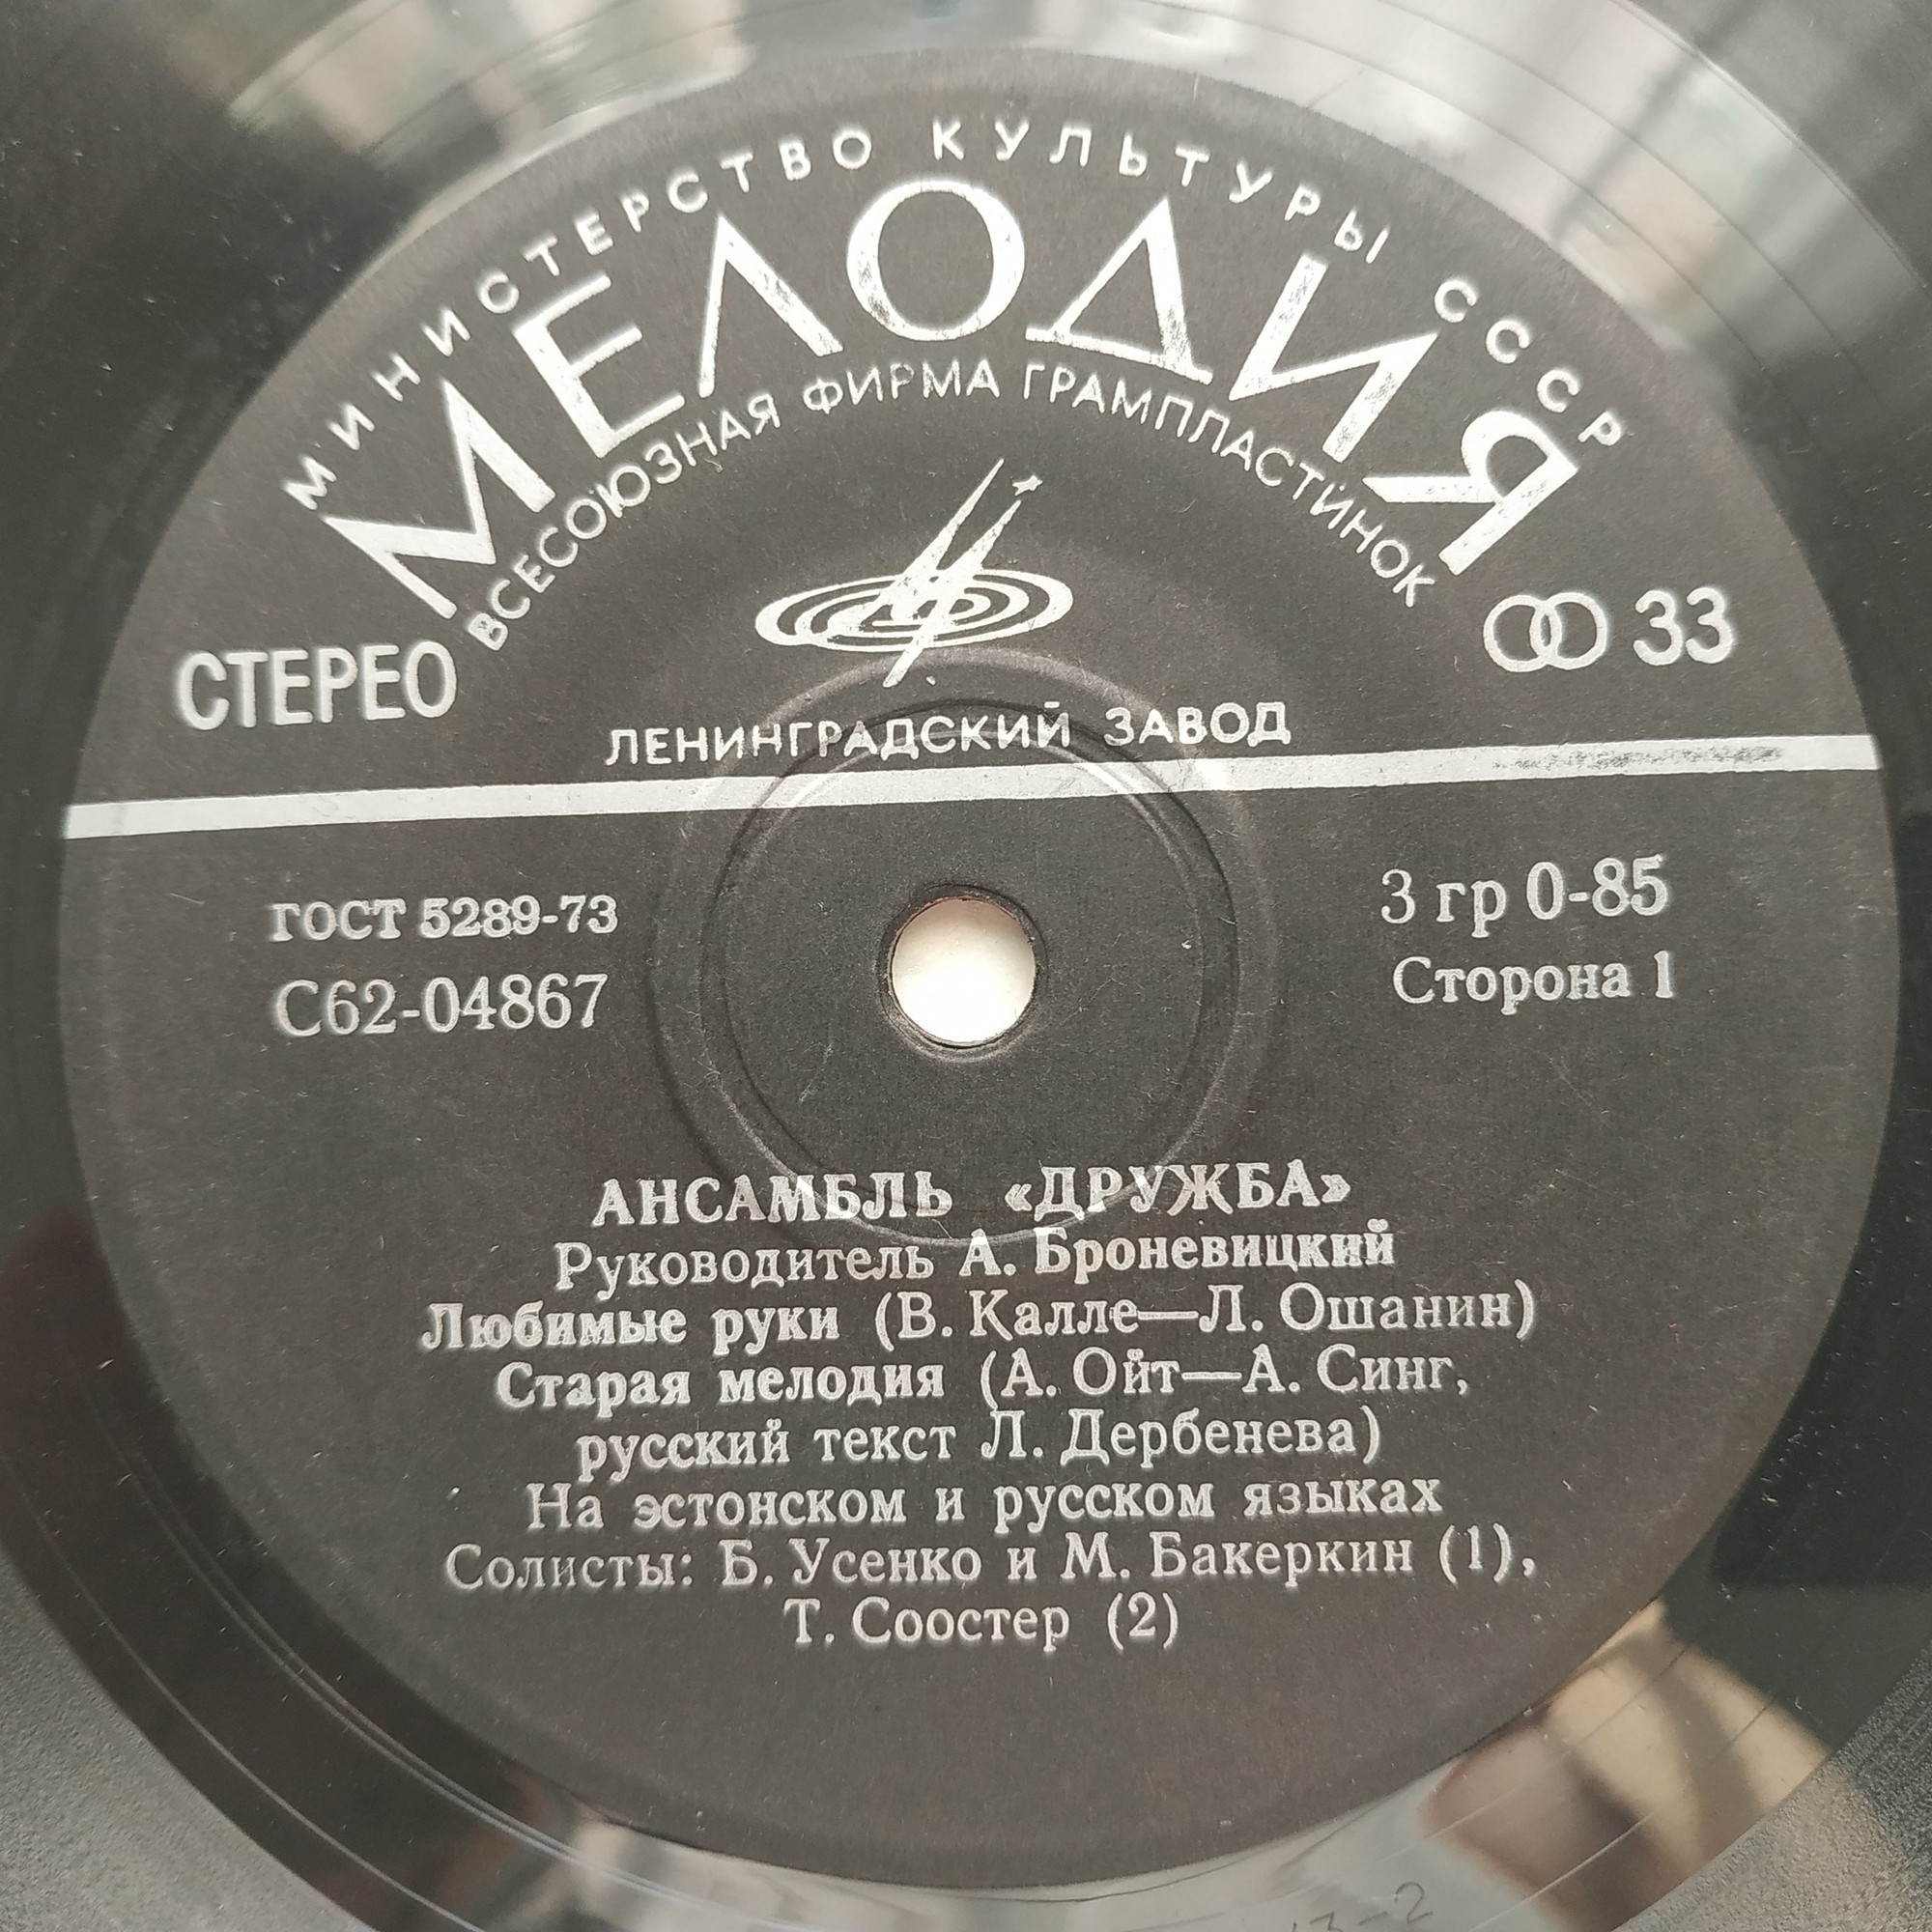 МИНИСТЕРСТВО КУЛЬТУРЫ СССР
МЕЛОДИЯ
ВСЕСОЮЗНАЯ ФИРМА ГРАМПЛАСТИНОК
СТЕРЕО
33
ЛЕНИНГРАДСКИЙ ЗАВОД
ГОСТ 5289-73
3 гр 0-85
С62-04867
Сторона 1
АНСАМБЛЬ «ДРУЖБА»
Руководитель А. Броневицкий
Любимые руки (В. Калле—Л. Ошанин)
Старая мелодия (А. Ойт—А. Синг,
русский текст Л. Дербенева)
На эстонском и русском языках
Солисты: Б. Усенко и М. Бакеркин (1),
Т. Соостер (2)